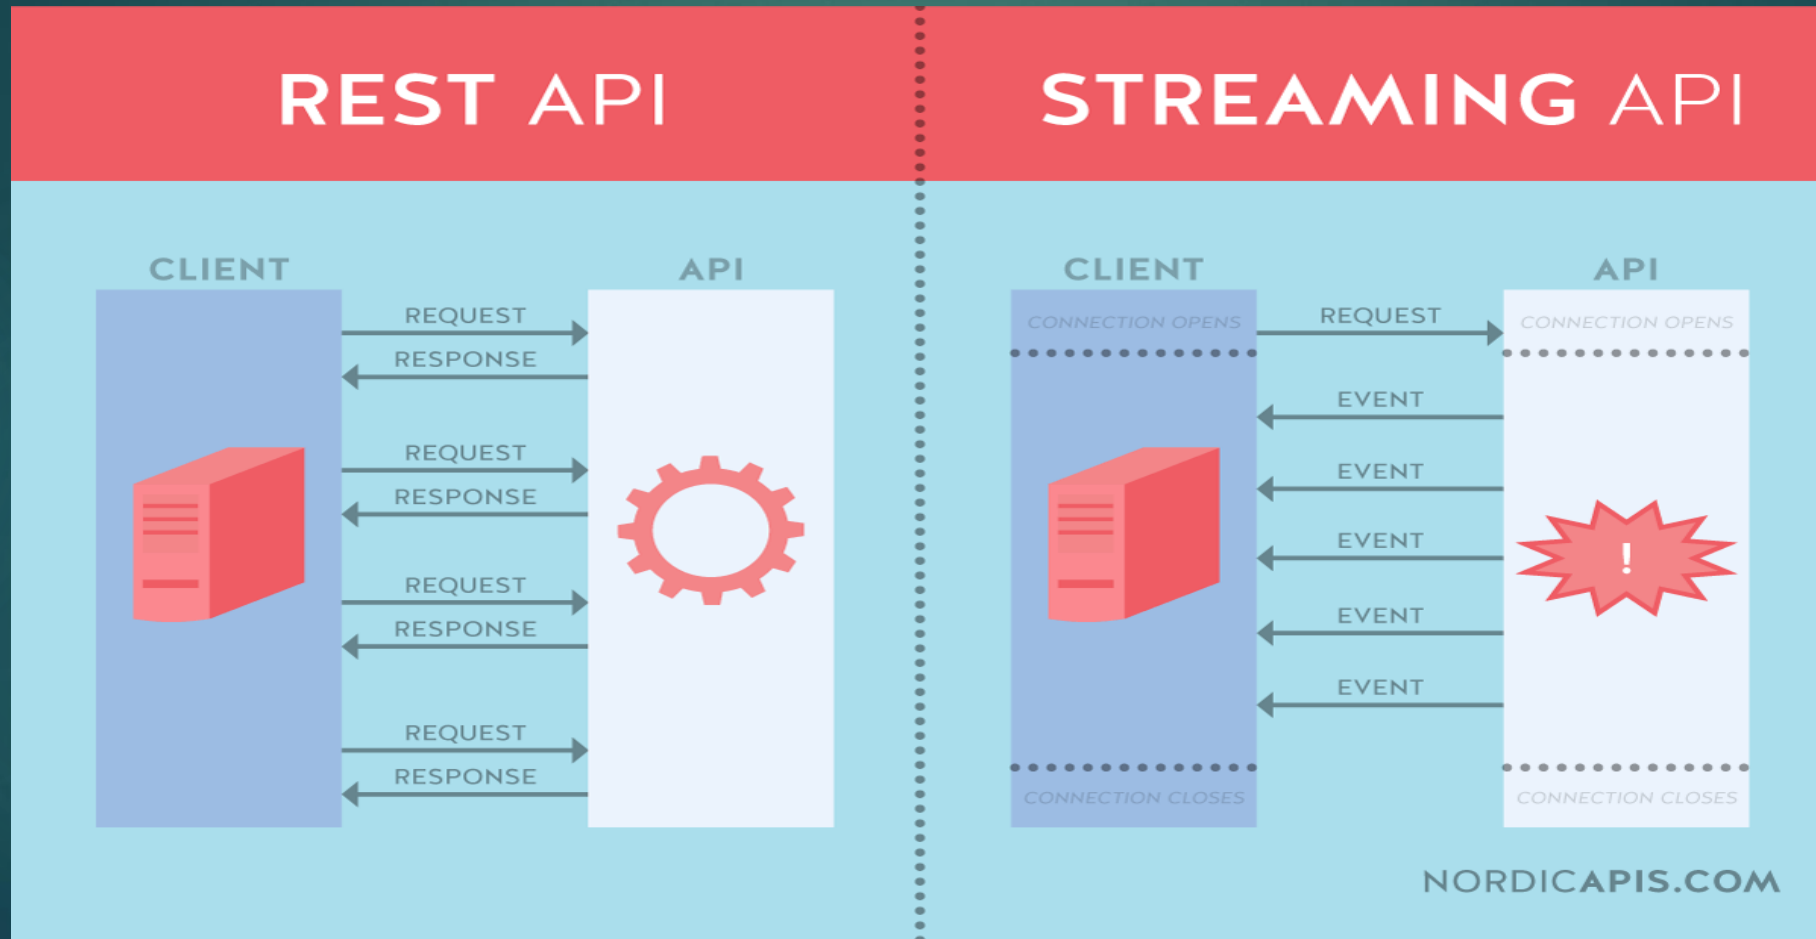 REST API
CLIENT
API
REQUEST
RESPONSE
REQUEST
RESPONSE
REQUEST
RESPONSE
REQUEST
RESPONSE
STREAMING API
CLIENT
API
CONNECTION OPENS
REQUEST
CONNECTION OPENS
EVENT
EVENT
EVENT
!
EVENT
EVENT
CONNECTION CLOSES
CONNECTION CLOSES
NORDICAPIS.COM